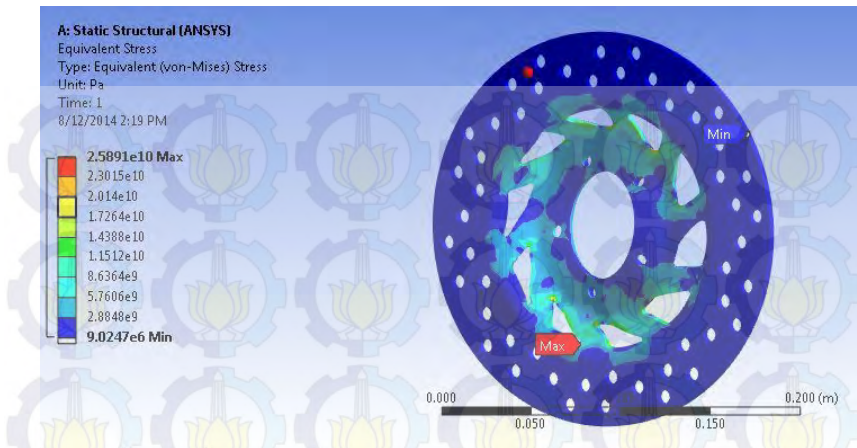 A: Static Structural (ANSYS)
Equivalent Stress
Type: Equivalent (von-Mises) Stress
Unit: Pa
Time: 1
8/12/2014 2:19 PM
2.5891e10 Max
2.3015e10
2.014e10
1.7264e10
1.4388e10
1.1512e10
8.6364e9
5.7606e9
2.8848e9
9.0247e6 Min
Min
Max
0.000
0.200 (m)
0.050
0.150